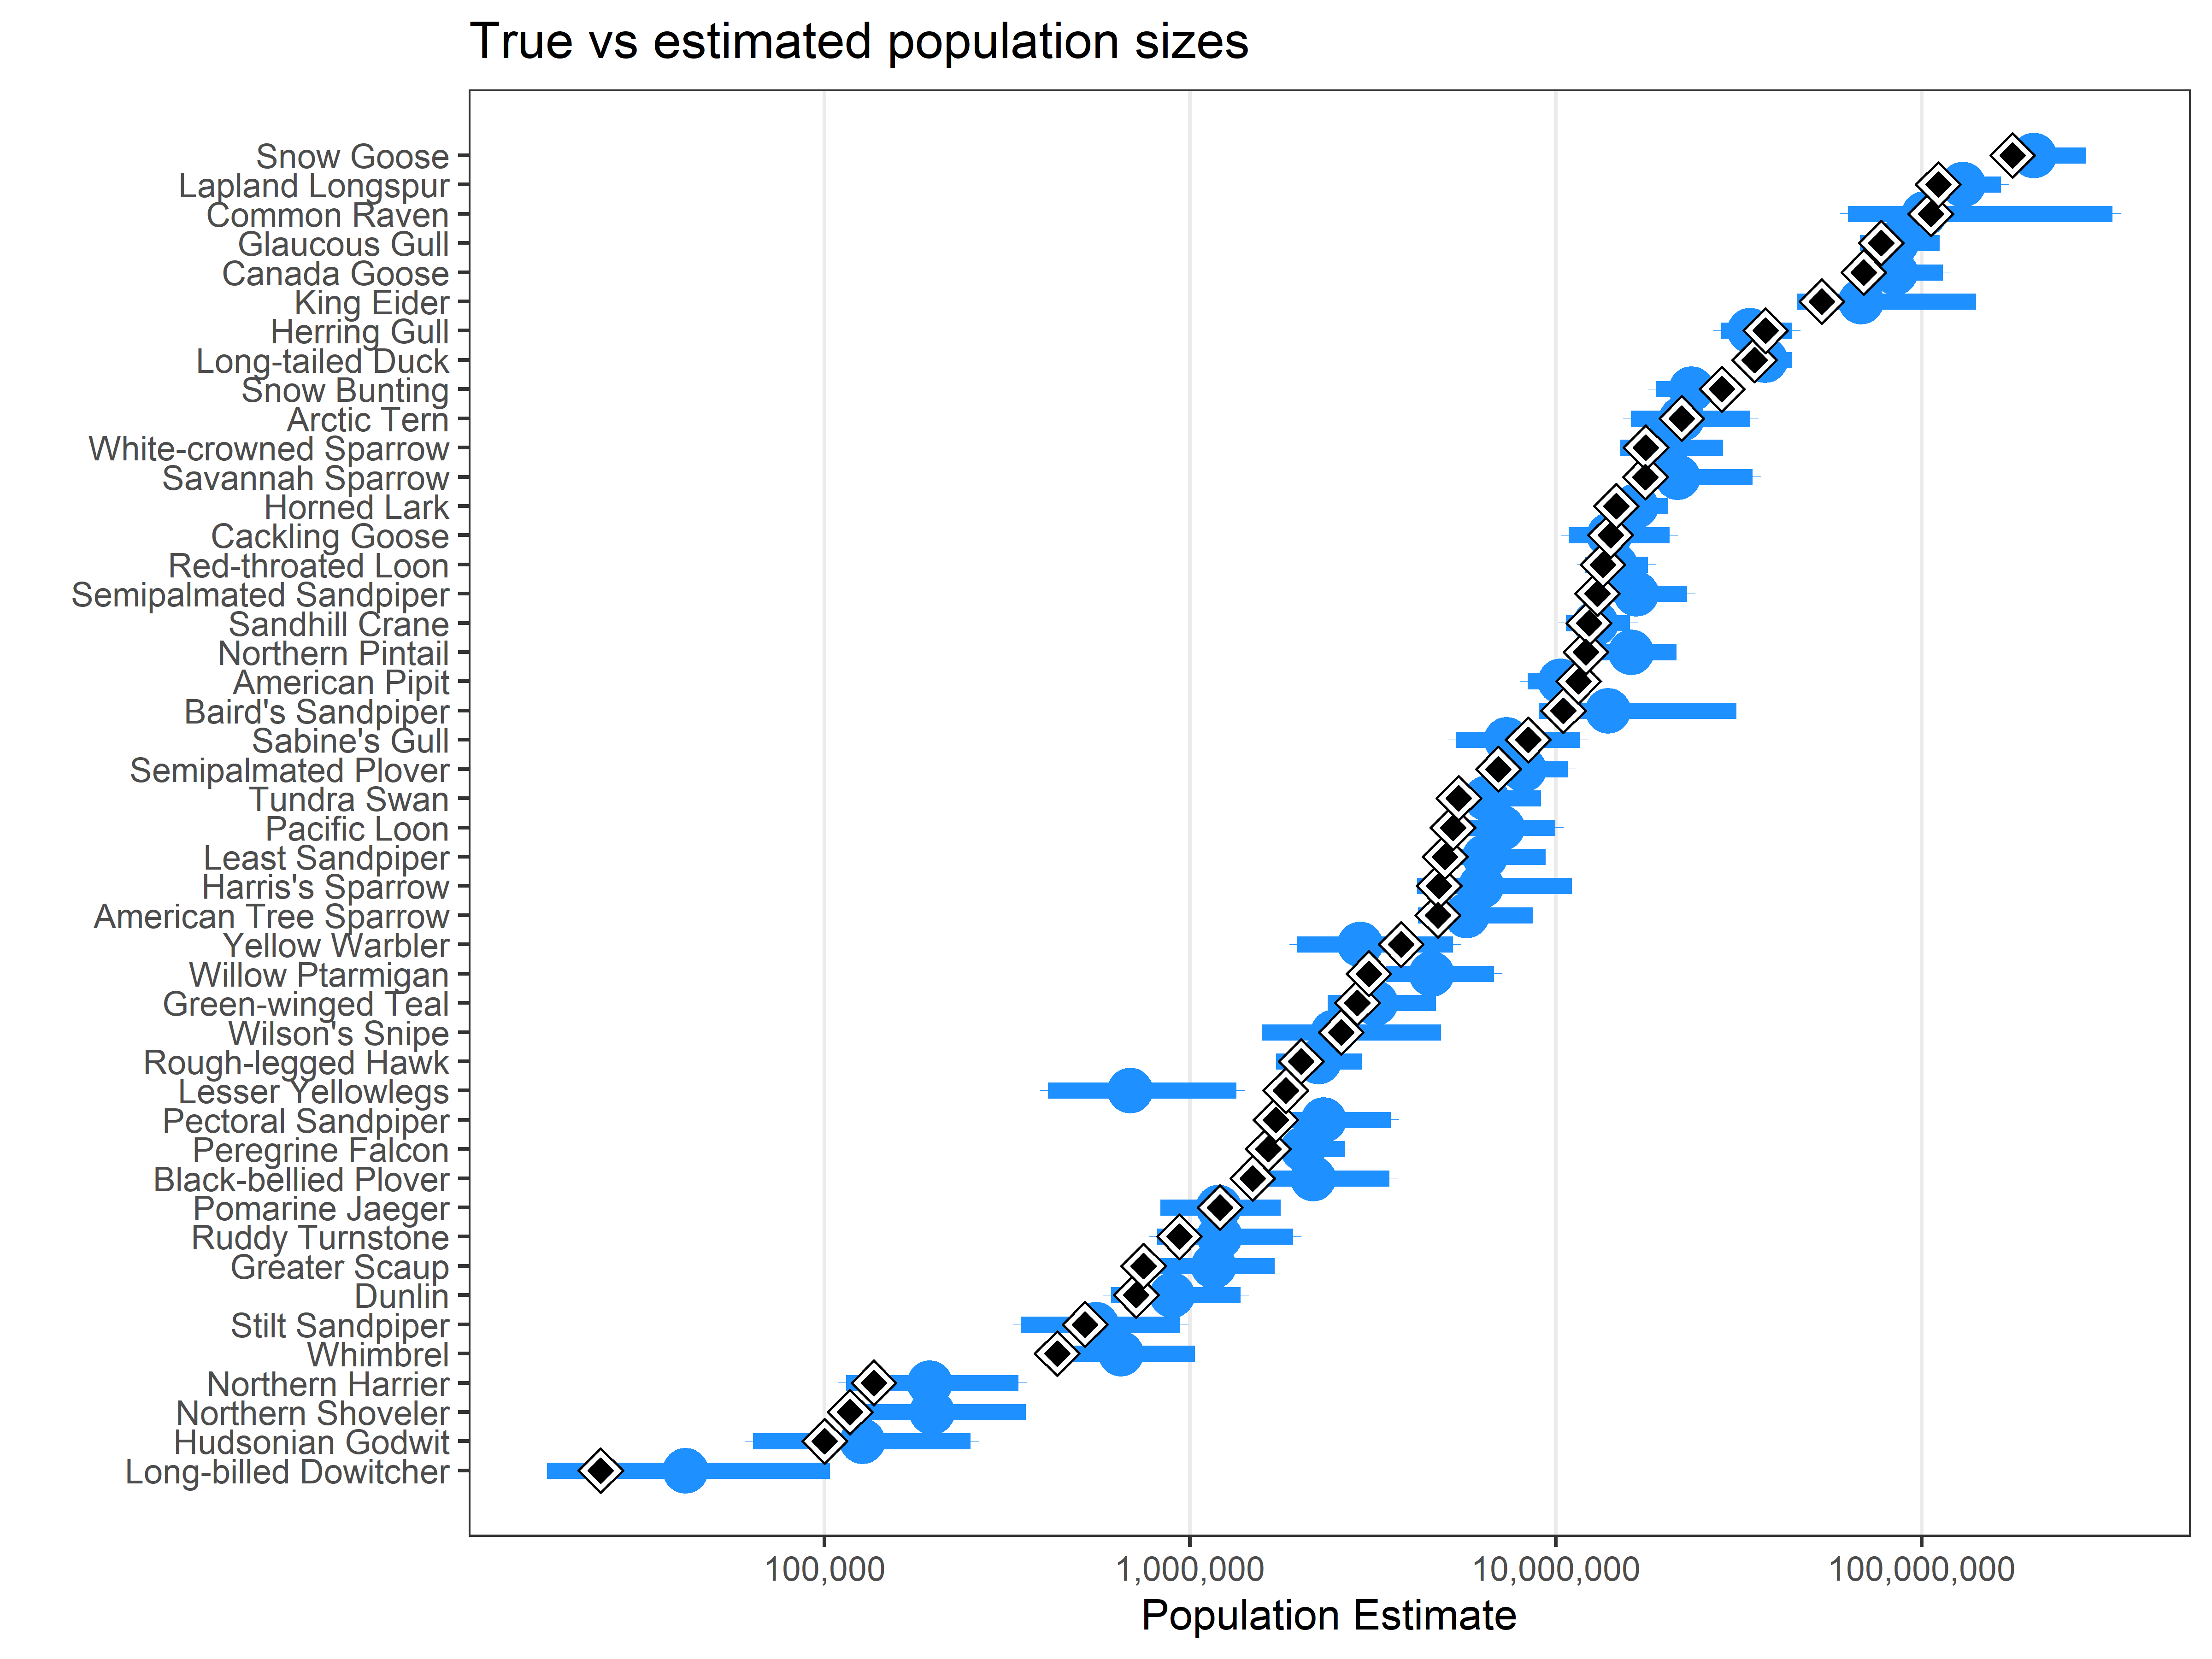 True vs estimated population sizes
Snow Goose
Lapland Longspur
Common Raven
Glaucous Gull
Canada Goose
King Eider
Herring Gull
Long-tailed Duck
Snow Bunting
Arctic Tern
White-crowned Sparrow
Savannah Sparrow
Horned Lark
Cackling Goose
Red-throated Loon
Semipalmated Sandpiper
Sandhill Crane
Northern Pintail
American Pipit
Baird's Sandpiper
Sabine's Gull
Semipalmated Plover
Tundra Swan
Pacific Loon
Least Sandpiper
Harris's Sparrow
American Tree Sparrow
Yellow Warbler
Willow Ptarmigan
Green-winged Teal
Wilson's Snipe
Rough-legged Hawk
Lesser Yellowlegs
Pectoral Sandpiper
Peregrine Falcon
Black-bellied Plover
Pomarine Jaeger
Ruddy Turnstone
Greater Scaup
Dunlin
Stilt Sandpiper
Whimbrel
Northern Harrier
Northern Shoveler
Hudsonian Godwit
Long-billed Dowitcher
100,000 1,000,000 10,000,000 100,000,000
Population Estimate